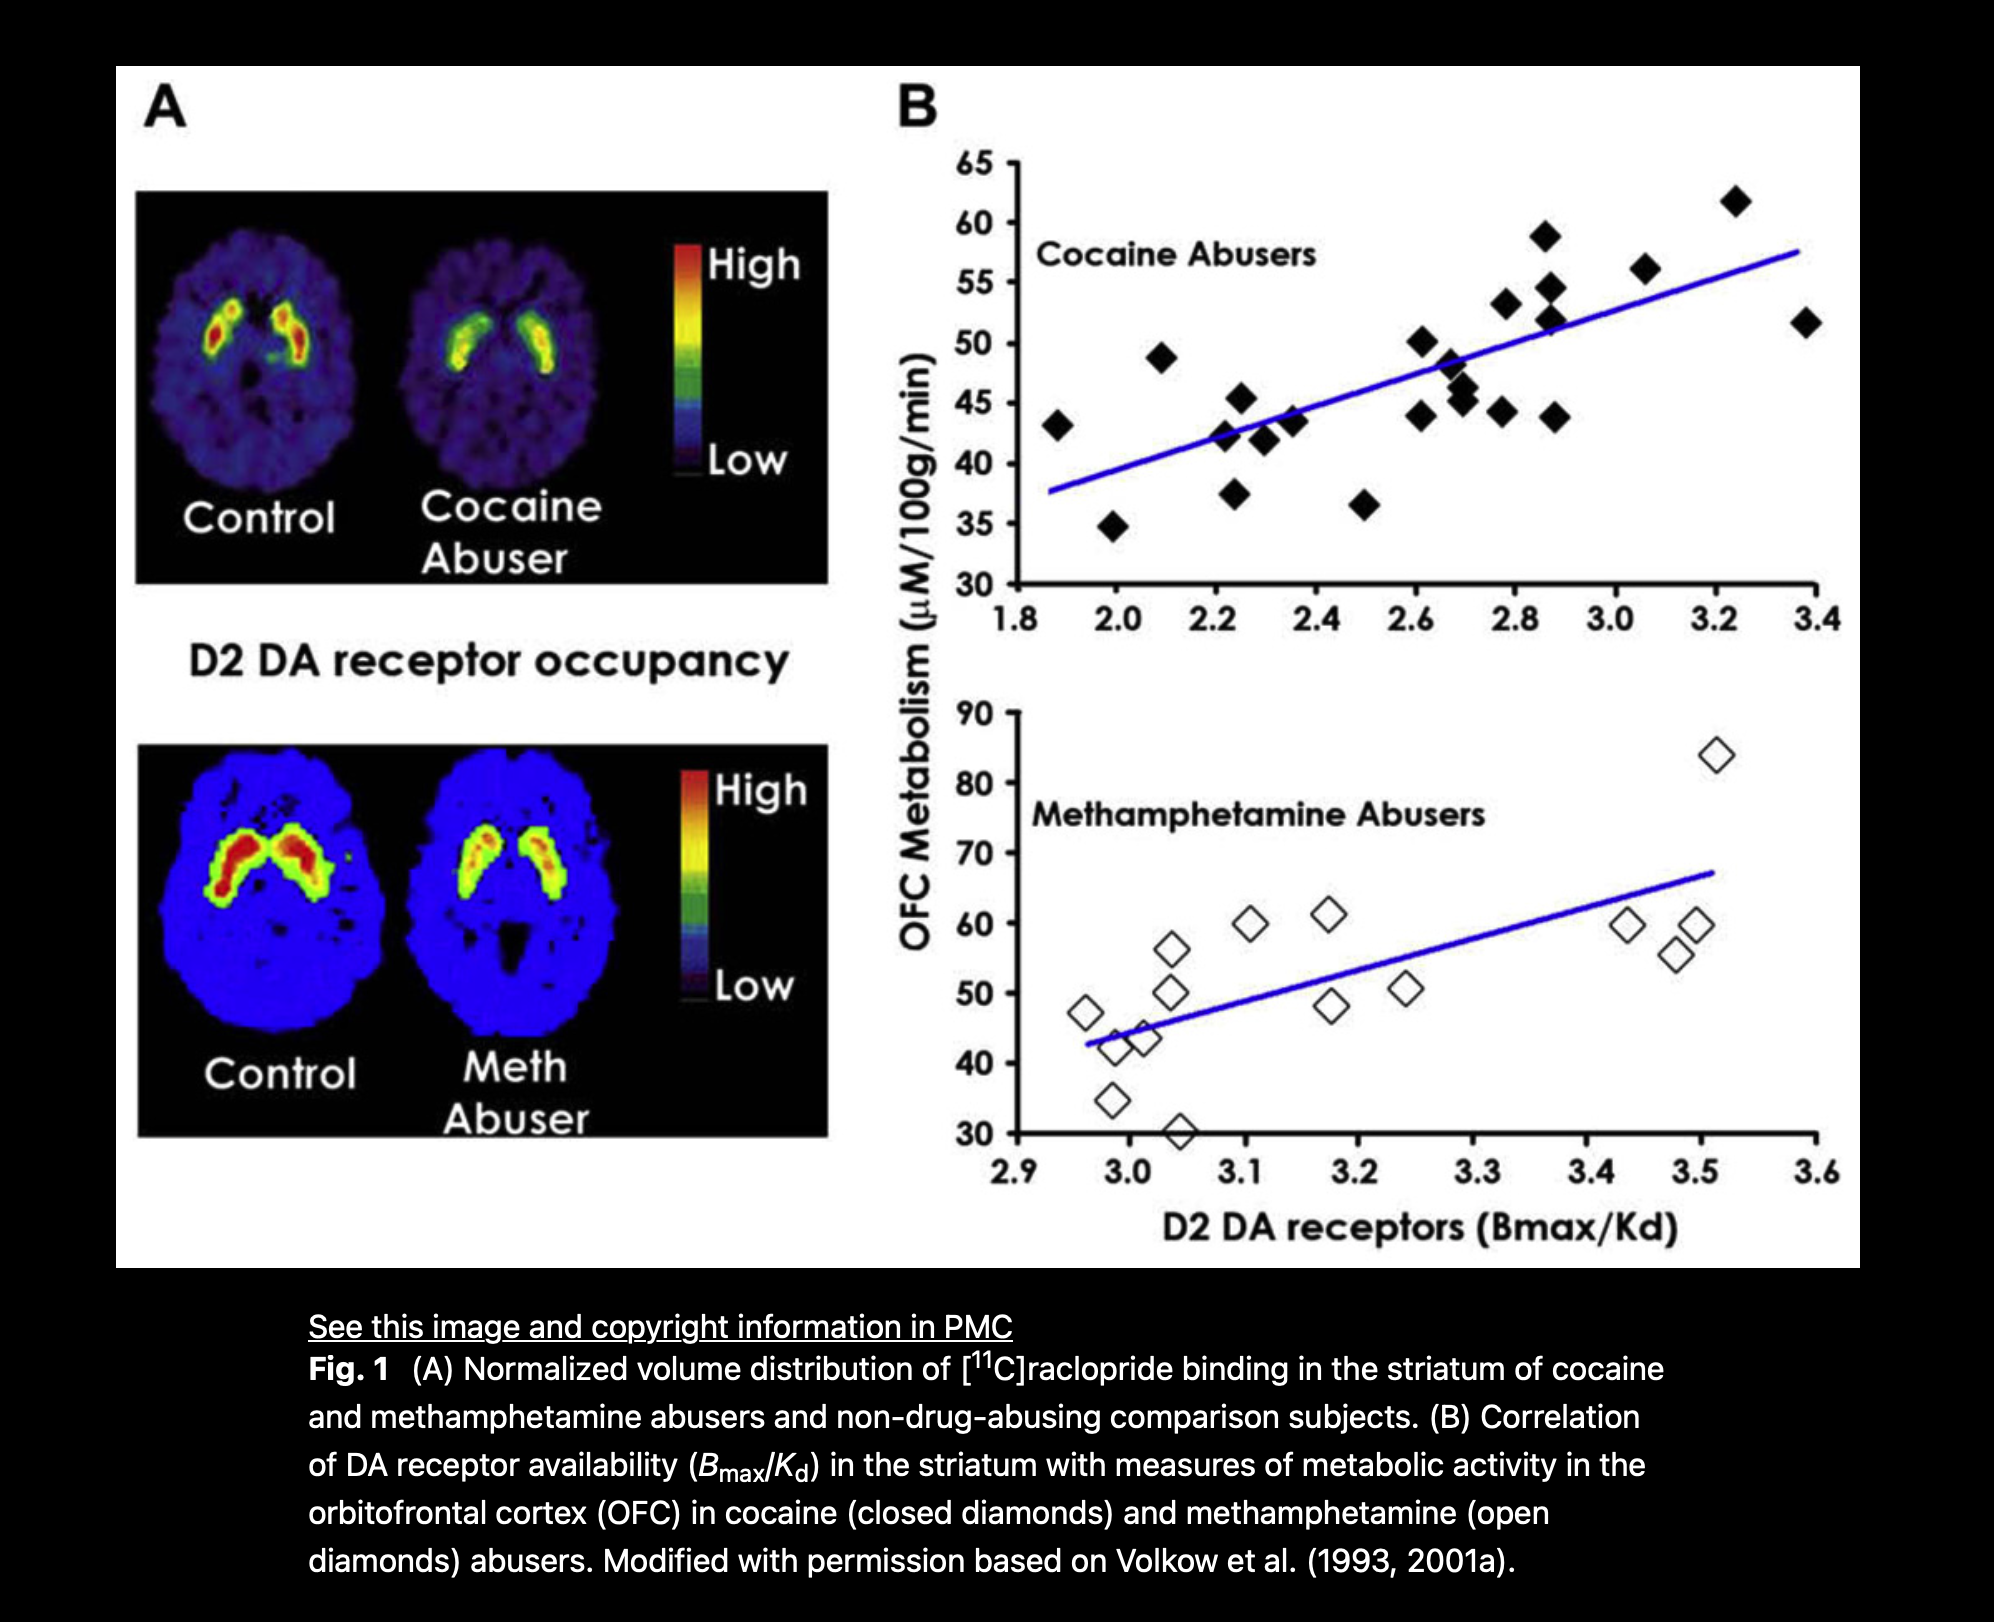 A
High
Low
Control
Cocaine
Abuser
D2 DA receptor occupancy
High
Low
Control
Meth
Abuser
B
OFC Metabolism (μM/100g/min)
65
60
55
50
45
40
35
30
Cocaine Abusers
1.8 2.0 2.2 2.4 2.6 2.8 3.0 3.2 3.4
90
80
70
60
50
40
30
Methamphetamine Abusers
2.9 3.0 3.1 3.2 3.3 3.4 3.5 3.6
D2 DA receptors (Bmax/Kd)
See this image and copyright information in PMC
Fig. 1 (A) Normalized volume distribution of [¹¹C]raclopride binding in the striatum of cocaine
and methamphetamine abusers and non-drug-abusing comparison subjects. (B) Correlation
of DA receptor availability (Bmax/Kd) in the striatum with measures of metabolic activity in the
orbitofrontal cortex (OFC) in cocaine (closed diamonds) and methamphetamine (open
diamonds) abusers. Modified with permission based on Volkow et al. (1993, 2001a).